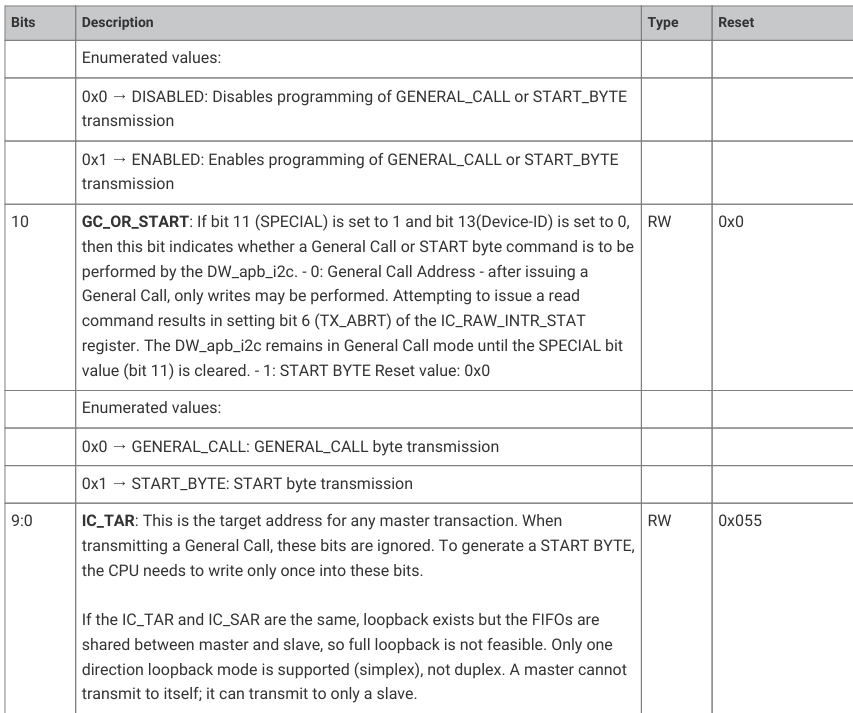 Bits Description Type Reset
Enumerated values:
0x0 → DISABLED: Disables programming of GENERAL_CALL or START_BYTE
transmission
0x1 → ENABLED: Enables programming of GENERAL_CALL or START_BYTE
transmission
10 GC_OR_START: If bit 11 (SPECIAL) is set to 1 and bit 13(Device-ID) is set to 0, RW 0x0
then this bit indicates whether a General Call or START byte command is to be
performed by the DW_apb_i2c. - 0: General Call Address - after issuing a
General Call, only writes may be performed. Attempting to issue a read
command results in setting bit 6 (TX_ABRT) of the IC_RAW_INTR_STAT
register. The DW_apb_i2c remains in General Call mode until the SPECIAL bit
value (bit 11) is cleared. - 1: START BYTE Reset value: 0x0
Enumerated values:
0x0 → GENERAL_CALL: GENERAL_CALL byte transmission
0x1 → START_BYTE: START byte transmission
9:0 IC_TAR: This is the target address for any master transaction. When RW 0x055
transmitting a General Call, these bits are ignored. To generate a START BYTE,
the CPU needs to write only once into these bits.
If the IC_TAR and IC_SAR are the same, loopback exists but the FIFOs are
shared between master and slave, so full loopback is not feasible. Only one
direction loopback mode is supported (simplex), not duplex. A master cannot
transmit to itself; it can transmit to only a slave.